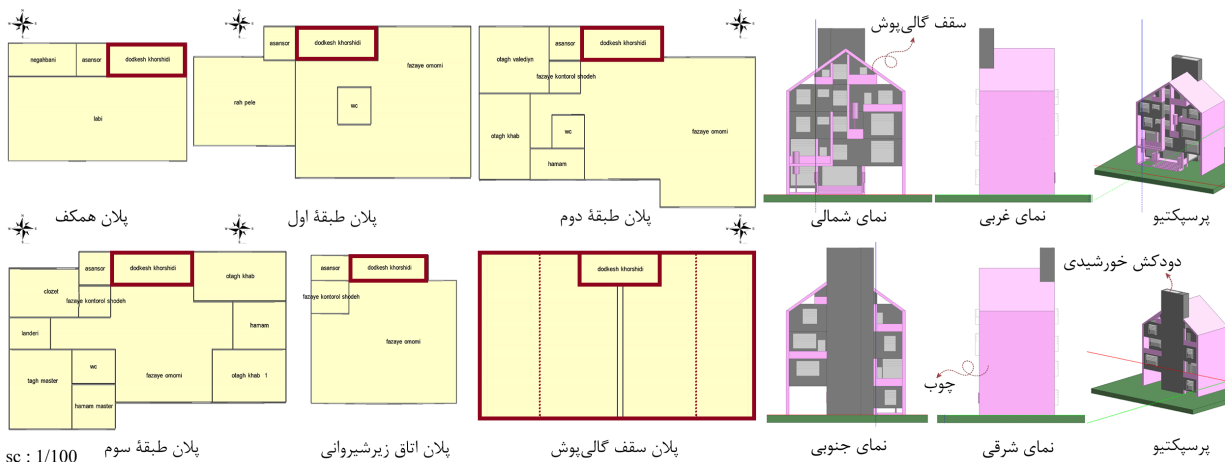 negahbani
asansor
dodkesh khorshidi
labi
پلان همکف
asansor
dodkesh khorshidi
fazaye omomi
rah pele
wc
پلان طبقهٔ اول
otagh valediyn
asansor
dodkesh khorshidi
fazaye kontorol shodeh
otagh khab
wc
hamam
fazaye omomi
پلان طبقهٔ دوم
سقف گالی‌پوش
نمای شمالی
نمای غربی
پرسپکتیو
asansor
dodkesh khorshidi
otagh khab
clozet
fazaye kontorol shodeh
landeri
hamam
tagh master
wc
fazaye omomi
otagh khab 1
hamam master
پلان طبقهٔ سوم
asansor
dodkesh khorshidi
fazaye kontorol shodeh
fazaye omomi
پلان اتاق زیرشیروانی
dodkesh khorshidi
پلان سقف گالی‌پوش
نمای جنوبی
چوب
نمای شرقی
دودکش خورشیدی
پرسپکتیو
sc : 1/100